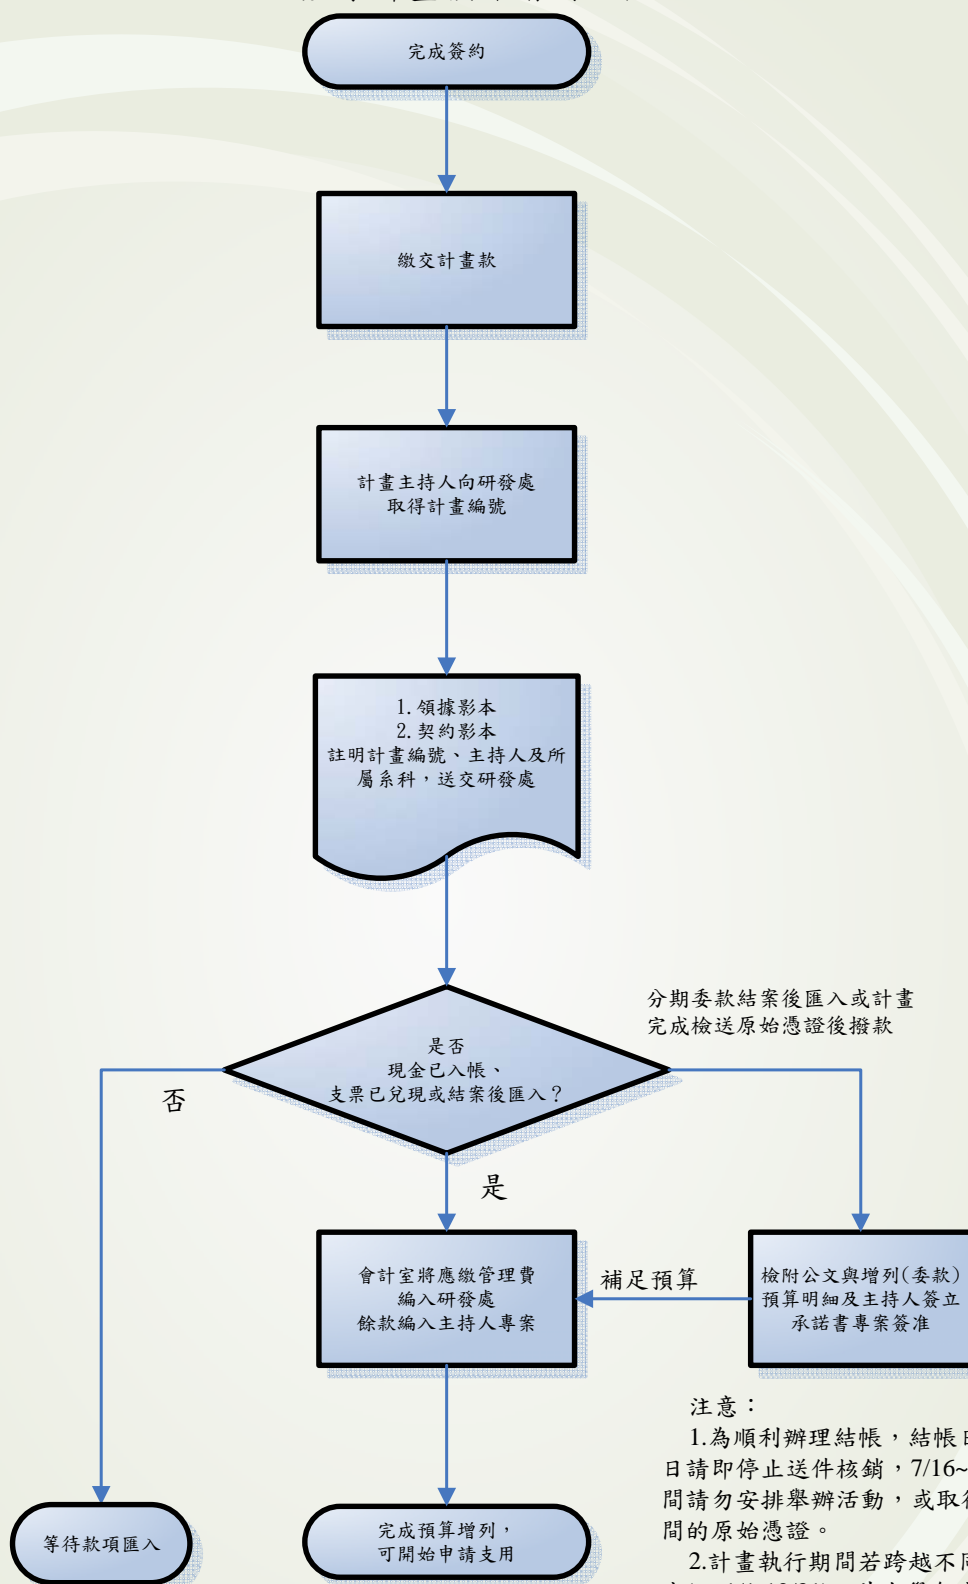 完成簽約
繳交計畫款
計畫主持人向研發處
取得計畫編號
1.領據影本
2.契約影本
註明計畫編號、主持人及所
屬系科，送交研發處
分期委款結案後匯入或計畫
完成檢送原始憑證後撥款
是否
現金已入帳、
支票已兌現或結案後匯入？
否
是
會計室將應繳管理費
編入研發處
餘款編入主持人專案
補足預算
檢附公文與增列(委款)
預算明細及主持人簽立
承諾書專案簽准
注意：
1.為順利辦理結帳，結帳
日請即停止送件核銷，7/16~
間請勿安排舉辦活動，或取
間的原始憑證。
2.計畫執行期間若跨越不
等待款項匯入
完成預算增列，
可開始申請支用